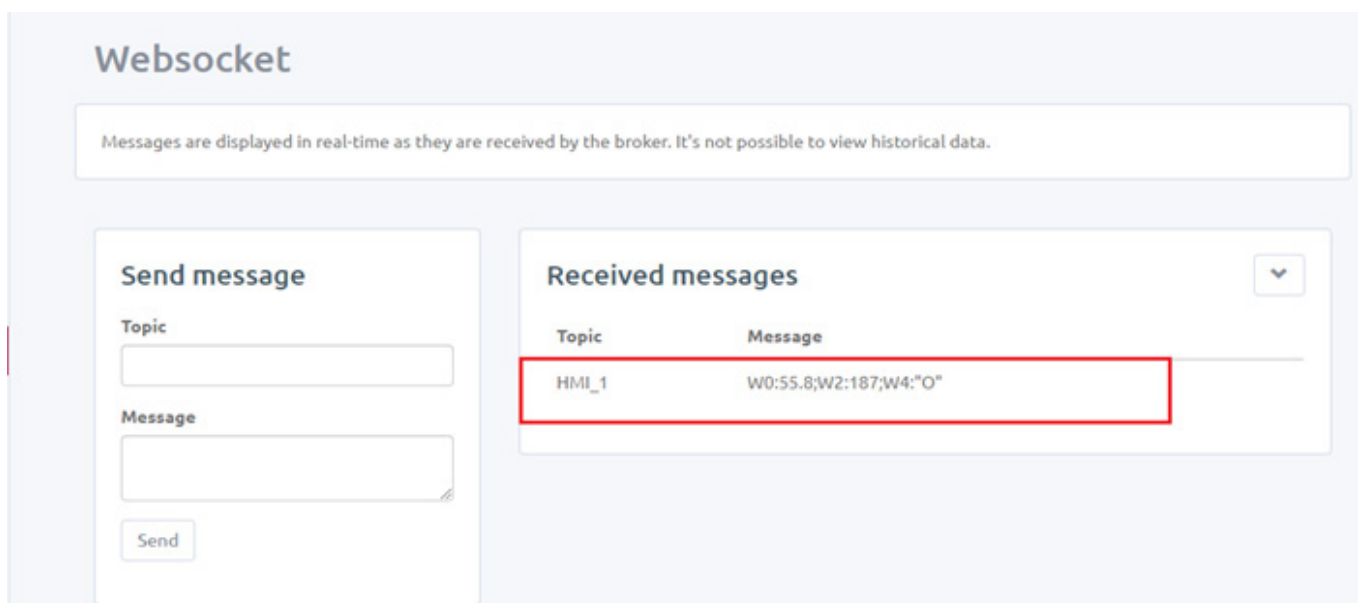 Websocket
Messages are displayed in real-time as they are received by the broker. It's not possible to view historical data.
Send message
Topic
Message
Send
Received messages
Topic Message
HMI_1 W0:55.8;W2:187;W4:"O"